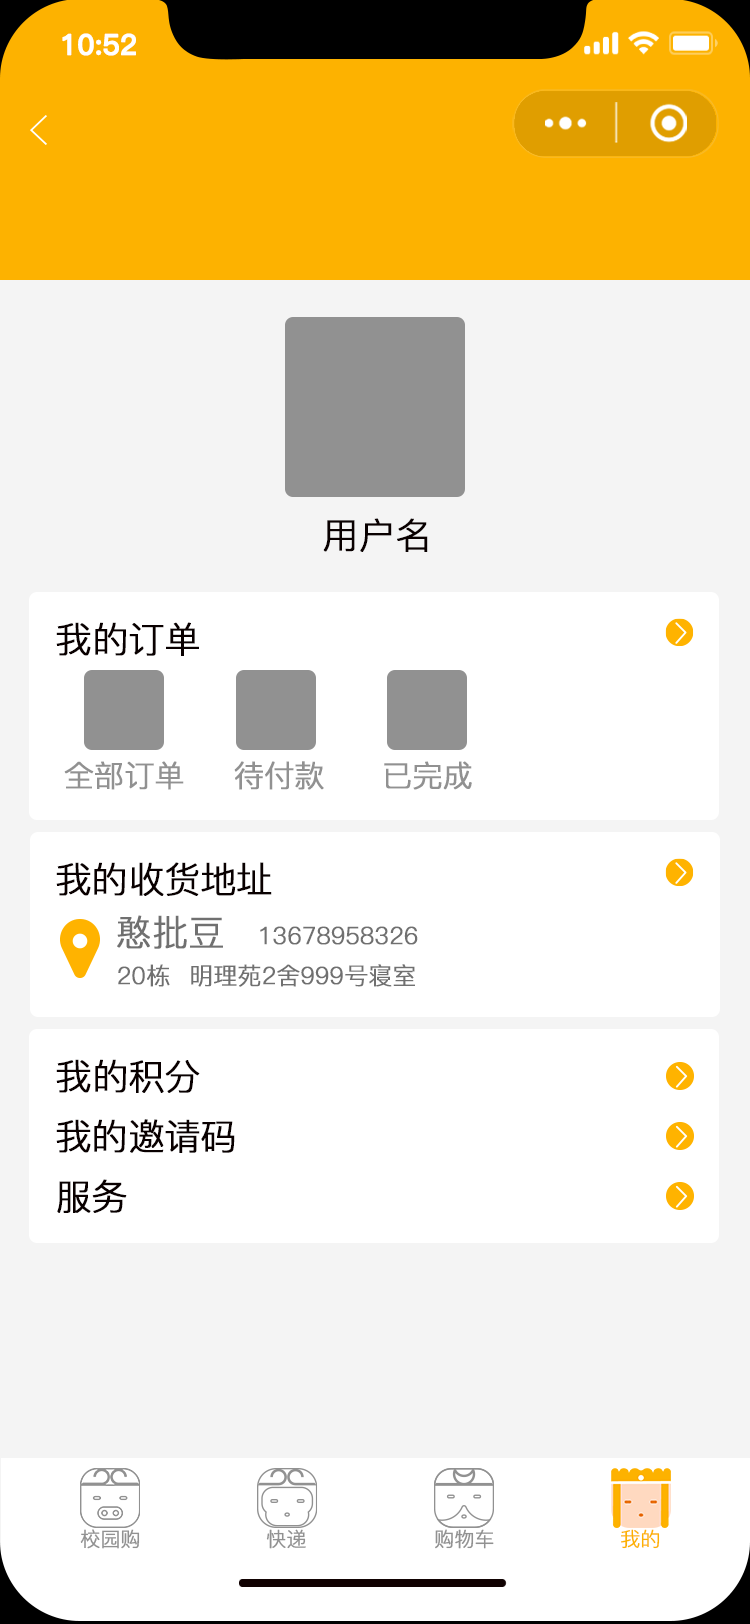 10:52
用户名
我的订单
全部订单 待付款 已完成
我的收货地址
憨批豆 13678958326
20栋 明理苑2舍999号寝室
我的积分
我的邀请码
服务
校园购 快递 购物车 我的